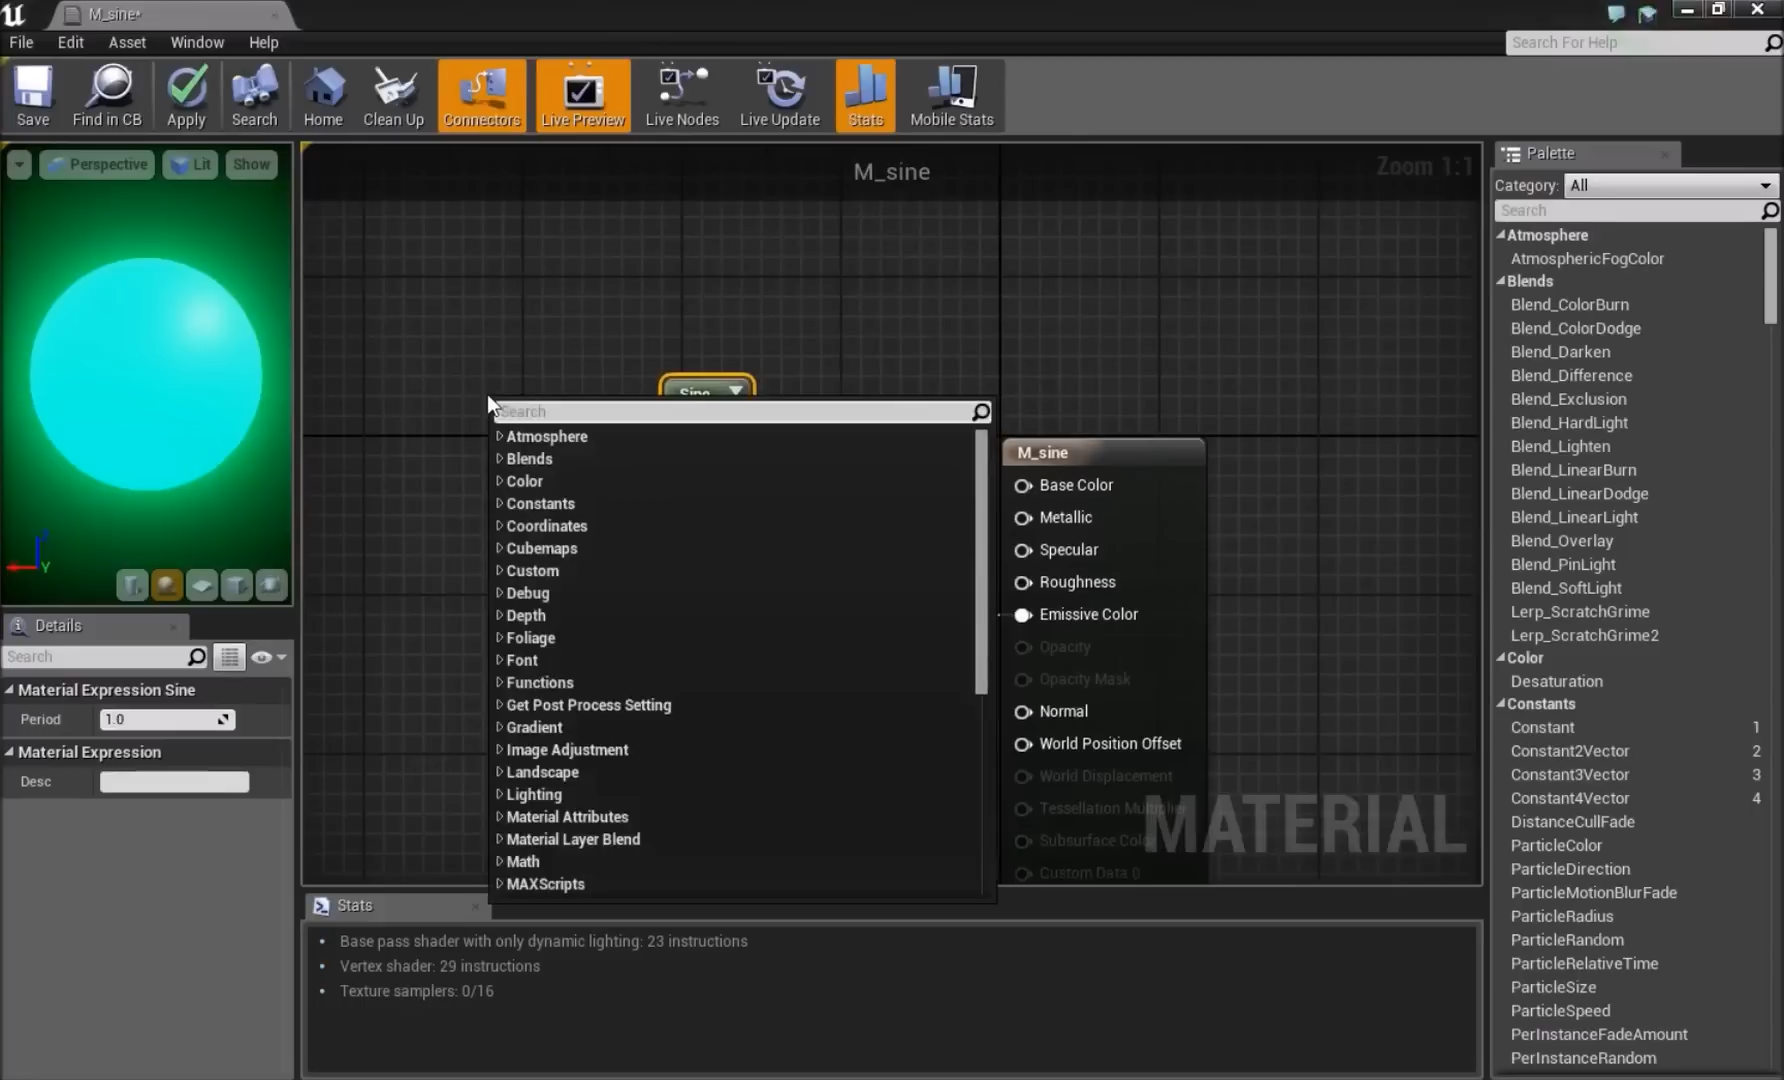 M_sine*
File Edit Asset Window Help
Search For Help
Save Find in CB Apply Search Home Clean Up Connectors Live Preview Live Nodes Live Update Stats Mobile Stats
Perspective Lit Show
M_sine
Zoom 1:1
Sine
Search
Atmosphere
Blends
Color
Constants
Coordinates
Cubemaps
Custom
Debug
Depth
Foliage
Font
Functions
Get Post Process Setting
Gradient
Image Adjustment
Landscape
Lighting
Material Attributes
Material Layer Blend
Math
MAXScripts
M_sine
Base Color
Metallic
Specular
Roughness
Emissive Color
Opacity
Opacity Mask
Normal
World Position Offset
World Displacement
Tessellation Multiplier
Subsurface Color
Custom Data 0
MATERIAL
Z
Y
Details
Search
Material Expression Sine
Period 1.0
Material Expression
Desc
Stats
• Base pass shader with only dynamic lighting: 23 instructions
• Vertex shader: 29 instructions
• Texture samplers: 0/16
Palette
Category: All
Search
Atmosphere
AtmosphericFogColor
Blends
Blend_ColorBurn
Blend_ColorDodge
Blend_Darken
Blend_Difference
Blend_Exclusion
Blend_HardLight
Blend_Lighten
Blend_LinearBurn
Blend_LinearDodge
Blend_LinearLight
Blend_Overlay
Blend_PinLight
Blend_SoftLight
Lerp_ScratchGrime
Lerp_ScratchGrime2
Color
Desaturation
Constants
Constant 1
Constant2Vector 2
Constant3Vector 3
Constant4Vector 4
DistanceCullFade
ParticleColor
ParticleDirection
ParticleMotionBlurFade
ParticleRadius
ParticleRandom
ParticleRelativeTime
ParticleSize
ParticleSpeed
PerInstanceFadeAmount
PerInstanceRandom